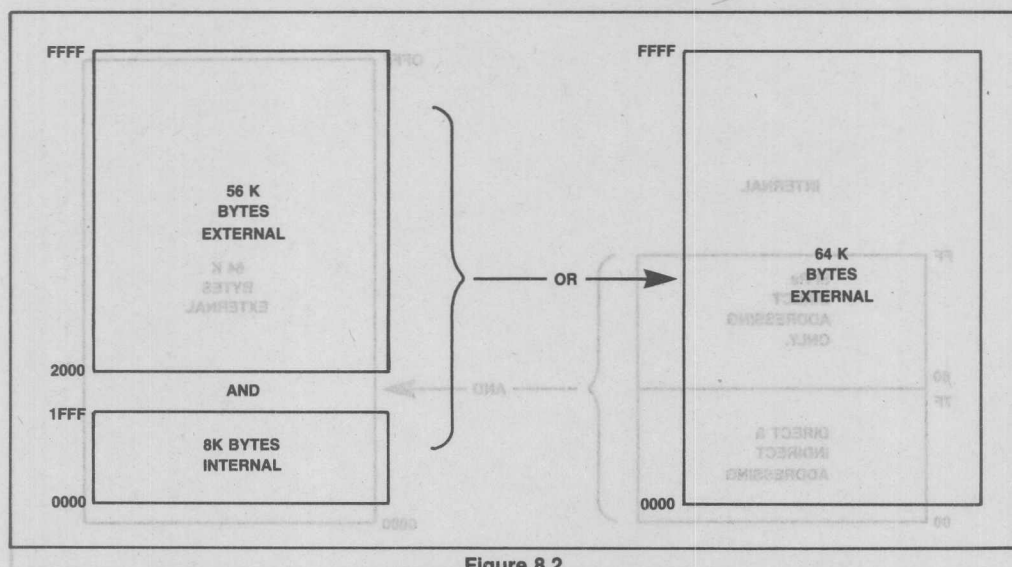 FFFF
56 K
BYTES
EXTERNAL
2000
AND
1FFF
8K BYTES
INTERNAL
0000
OR
FFFF
64 K
BYTES
EXTERNAL
0000
Figure 8.2